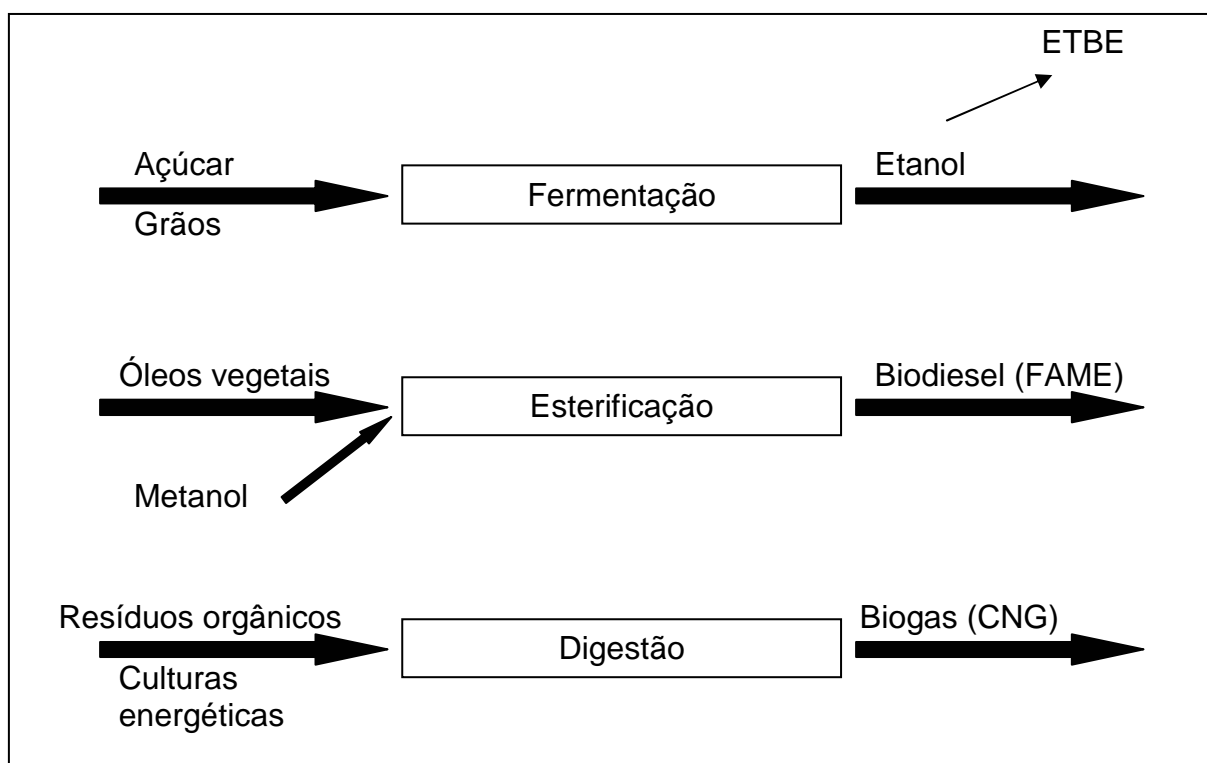 ETBE
Açúcar
Grãos
Fermentação
Etanol
Óleos vegetais
Metanol
Esterificação
Biodiesel (FAME)
Resíduos orgânicos
Culturas
energéticas
Digestão
Biogas (CNG)